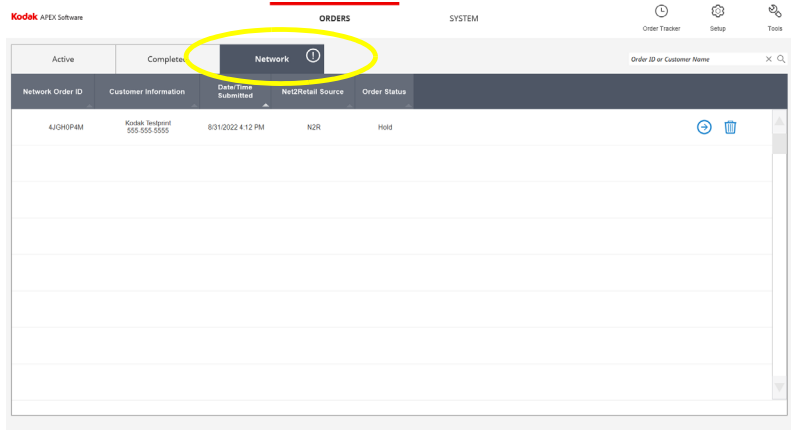 Kodak APEX Software
ORDERS
SYSTEM
Order Tracker
Setup
Tools
Active
Completed
Network
Order ID or Customer Name
Network Order ID
Customer Information
Date/Time
Submitted
Net2Retail Source
Order Status
4JGH0P4M
Kodak Testprint
555-555-5555
8/31/2022 4:12 PM
N2R
Hold